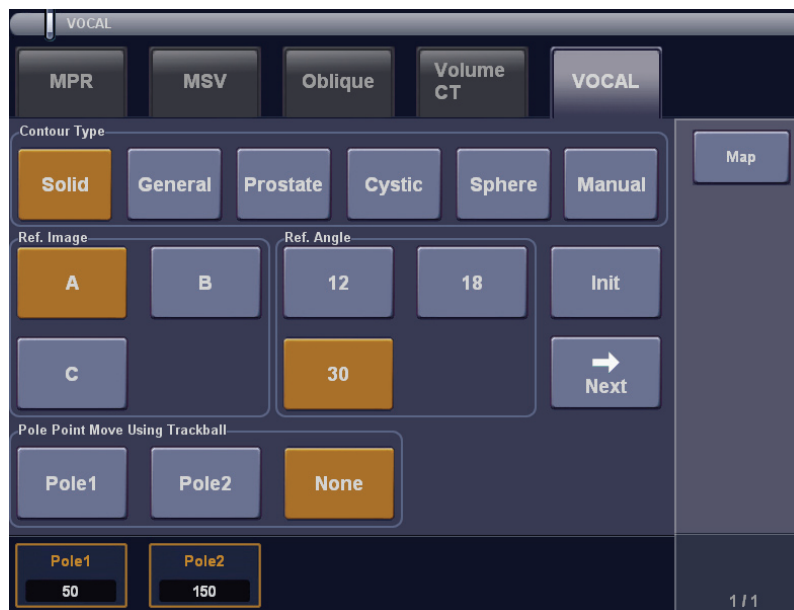 VOCAL
MPR
MSV
Oblique
Volume
CT
VOCAL
Contour Type
Solid
General
Prostate
Cystic
Sphere
Manual
Map
Ref. Image
A
B
C
Ref. Angle
12
18
30
Init
Next
Pole Point Move Using Trackball
Pole1
Pole2
None
Pole1
50
Pole2
150
1/1